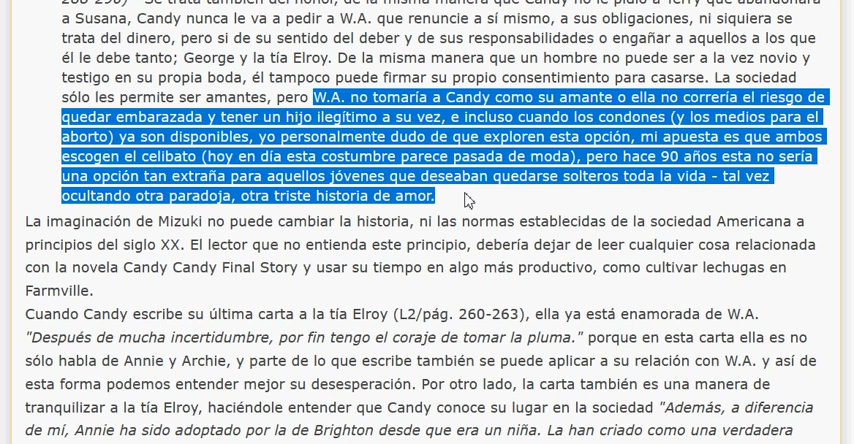 288-290) Se trata también del honor, de la misma manera que Candy no le pidió a Terry que abandonara
a Susana, Candy nunca le va a pedir a W.A. que renuncie a sí mismo, a sus obligaciones, ni siquiera se
trata del dinero, pero si de su sentido del deber y de sus responsabilidades o engañar a aquellos a los que
él le debe tanto; George y la tía Elroy. De la misma manera que un hombre no puede ser a la vez novio y
testigo en su propia boda, él tampoco puede firmar su propio consentimiento para casarse. La sociedad
sólo les permite ser amantes, pero W.A. no tomaría a Candy como su amante o ella no correría el riesgo de
quedar embarazada y tener un hijo ilegítimo a su vez, e incluso cuando los condones (y los medios para el
aborto) ya son disponibles, yo personalmente dudo de que exploren esta opción, mi apuesta es que ambos
escogen el celibato (hoy en día esta costumbre parece pasada de moda), pero hace 90 años esta no sería
una opción tan extraña para aquellos jóvenes que deseaban quedarse solteros toda la vida - tal vez
ocultando otra paradoja, otra triste historia de amor.
La imaginación de Mizuki no puede cambiar la historia, ni las normas establecidas de la sociedad Americana a
principios del siglo XX. El lector que no entienda este principio, debería dejar de leer cualquier cosa relacionada
con la novela Candy Candy Final Story y usar su tiempo en algo más productivo, como cultivar lechugas en
Farmville.
Cuando Candy escribe su última carta a la tía Elroy (L2/pág. 260-263), ella ya está enamorada de W.A.
"Después de mucha incertidumbre, por fin tengo el coraje de tomar la pluma." porque en esta carta ella es no
sólo habla de Annie y Archie, y parte de lo que escribe también se puede aplicar a su relación con W.A. y así de
esta forma podemos entender mejor su desesperación. Por otro lado, la carta también es una manera de
tranquilizar a la tía Elroy, haciéndole entender que Candy conoce su lugar en la sociedad "Además, a diferencia
de mí, Annie ha sido adoptado por la de Brighton desde que era un niña. La han criado como una verdadera